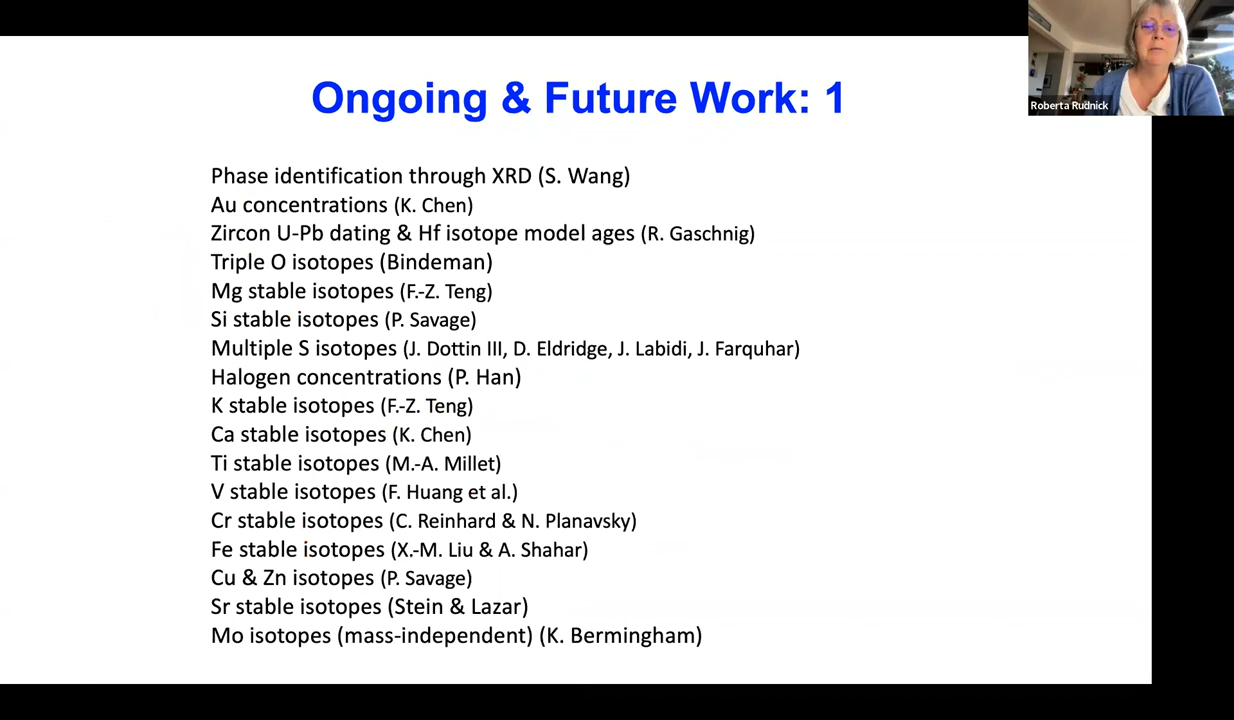 Ongoing & Future Work: 1
Roberta Rudnick
Phase identification through XRD (S. Wang)
Au concentrations (K. Chen)
Zircon U-Pb dating & Hf isotope model ages (R. Gaschnig)
Triple O isotopes (Bindeman)
Mg stable isotopes (F.-Z. Teng)
Si stable isotopes (P. Savage)
Multiple S isotopes (J. Dottin III, D. Eldridge, J. Labidi, J. Farquhar)
Halogen concentrations (P. Han)
K stable isotopes (F.-Z. Teng)
Ca stable isotopes (K. Chen)
Ti stable isotopes (M.-A. Millet)
V stable isotopes (F. Huang et al.)
Cr stable isotopes (C. Reinhard & N. Planavsky)
Fe stable isotopes (X.-M. Liu & A. Shahar)
Cu & Zn isotopes (P. Savage)
Sr stable isotopes (Stein & Lazar)
Mo isotopes (mass-independent) (K. Bermingham)